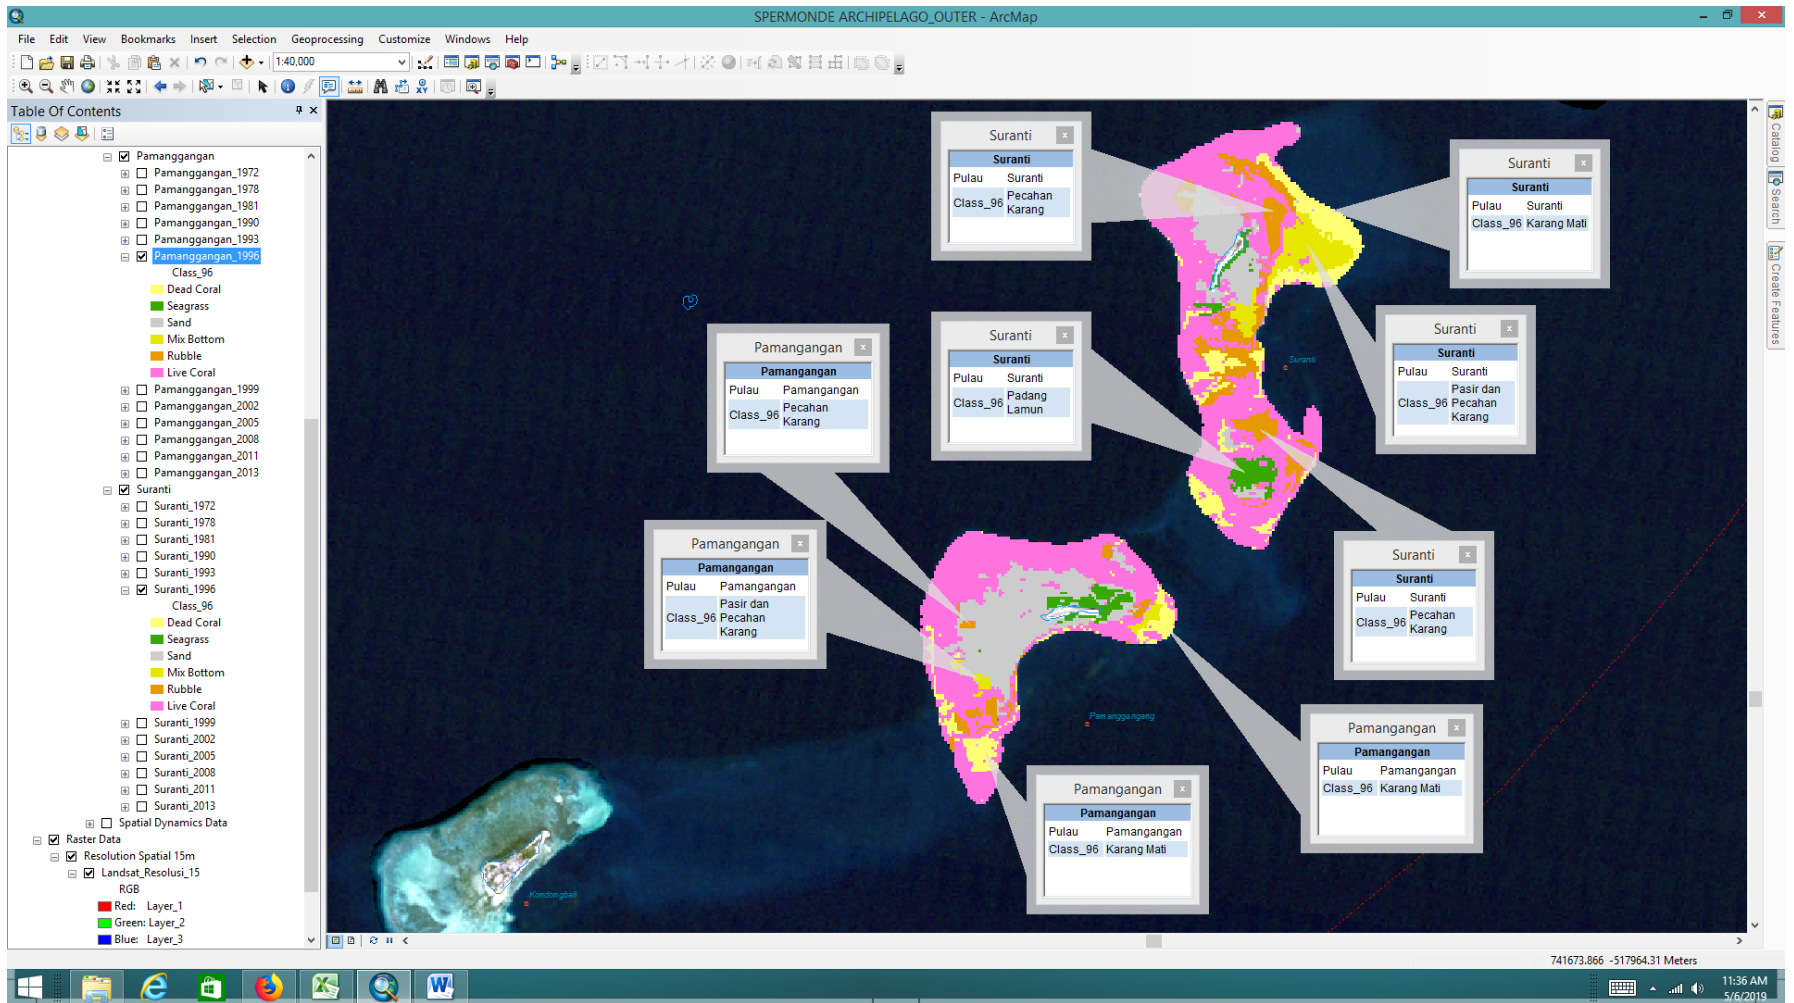 SPERMONDE ARCHIPELAGO_OUTER - ArcMap
File Edit View Bookmarks Insert Selection Geoprocessing Customize Windows Help
1:40,000
Table Of Contents
Pamanggangan
Pamanggangan_1972
Pamanggangan_1978
Pamanggangan_1981
Pamanggangan_1990
Pamanggangan_1993
Pamanggangan_1996
Class_96
Dead Coral
Seagrass
Sand
Mix Bottom
Rubble
Live Coral
Pamanggangan_1999
Pamanggangan_2002
Pamanggangan_2005
Pamanggangan_2008
Pamanggangan_2011
Pamanggangan_2013
Suranti
Suranti_1972
Suranti_1978
Suranti_1981
Suranti_1990
Suranti_1993
Suranti_1996
Class_96
Dead Coral
Seagrass
Sand
Mix Bottom
Rubble
Live Coral
Suranti_1999
Suranti_2002
Suranti_2005
Suranti_2008
Suranti_2011
Suranti_2013
Spatial Dynamics Data
Raster Data
Resolution Spatial 15m
Landsat_Resolusi_15
RGB
Red: Layer_1
Green: Layer_2
Blue: Layer_3
Suranti
Suranti
Pulau Suranti
Class_96 Pecahan
Karang
Suranti
Suranti
Pulau Suranti
Class_96 Karang Mati
Suranti
Suranti
Pulau Suranti
Class_96 Pasir dan
Pecahan
Karang
Suranti
Suranti
Pulau Suranti
Class_96 Padang
Lamun
Pamangangan
Pamangangan
Pulau Pamangangan
Class_96 Pecahan
Karang
Pamangangan
Pamangangan
Pulau Pamangangan
Class_96 Pasir dan
Pecahan
Karang
Suranti
Suranti
Pulau Suranti
Class_96 Pecahan
Karang
Pamangangan
Pamangangan
Pulau Pamangangan
Class_96 Karang Mati
Pamangangan
Pamangangan
Pulau Pamangangan
Class_96 Karang Mati
Suranti
Pamanggangang
Kondongbali
Catalog
Search
Create Features
741673.866 -517964.31 Meters
11:36 AM
5/6/2019